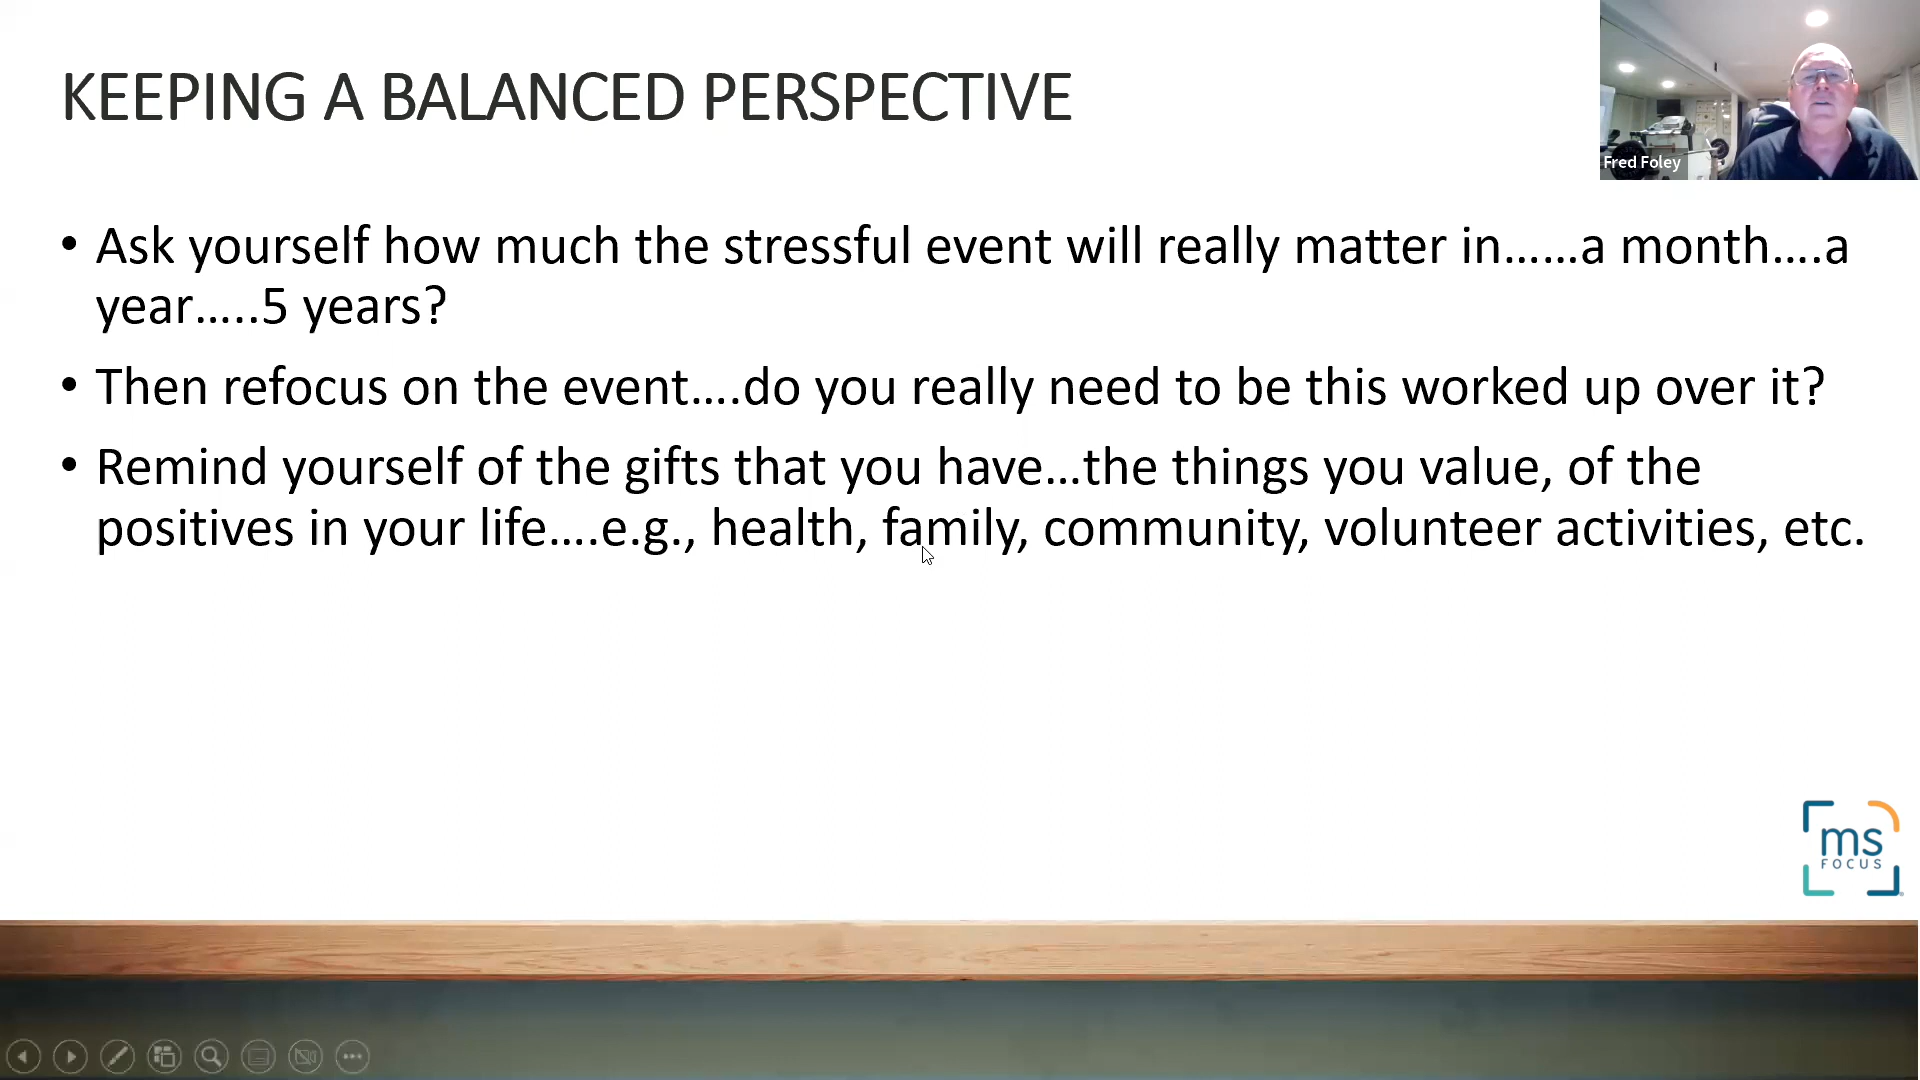 KEEPING A BALANCED PERSPECTIVE
Fred Foley
• Ask yourself how much the stressful event will really matter in……a month….a
year…..5 years?
• Then refocus on the event….do you really need to be this worked up over it?
• Remind yourself of the gifts that you have…the things you value, of the
positives in your life….e.g., health, family, community, volunteer activities, etc.
ms
FOCUS